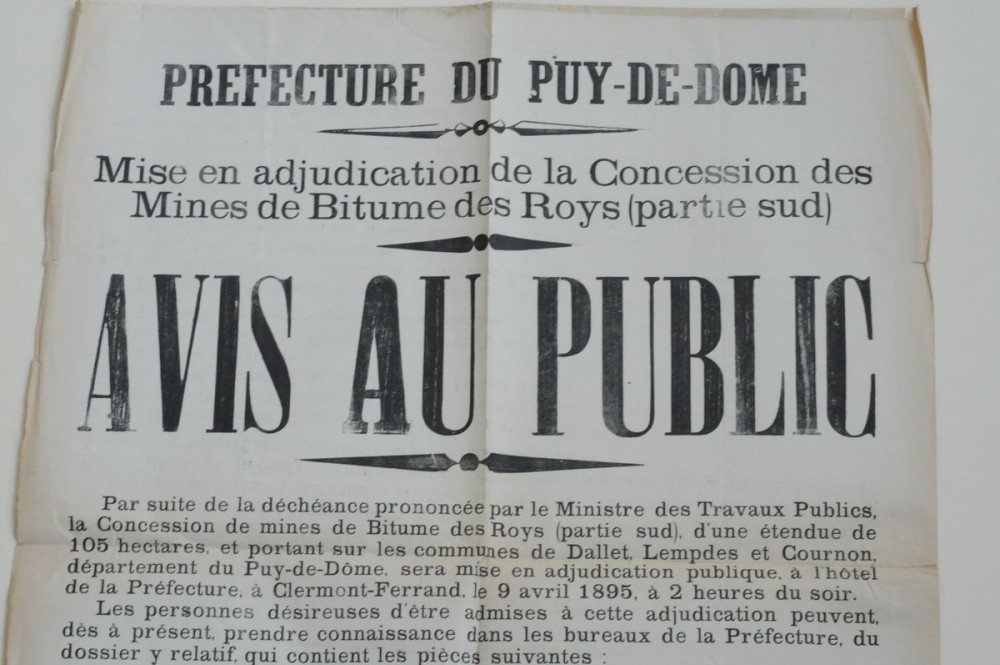 PREFECTURE DU PUY-DE-DOME
Mise en adjudication de la Concession des
Mines de Bitume des Roys (partie sud)
AVIS AU PUBLIC
Par suite de la déchéance prononcée par le Ministre des Travaux Publics,
la Concession de mines de Bitume des Roys (partie sud), d'une étendue de
105 hectares, et portant sur les communes de Dallet, Lempdes et Cournon,
département du Puy-de-Dôme, sera mise en adjudication publique, à l'hôtel
de la Préfecture, à Clermont-Ferrand, le 9 avril 1895, à 2 heures du soir.
Les personnes désireuses d'être admises à cette adjudication peuvent,
dès à présent, prendre connaissance dans les bureaux de la Préfecture, du
dossier y relatif, qui contient les pièces suivantes :